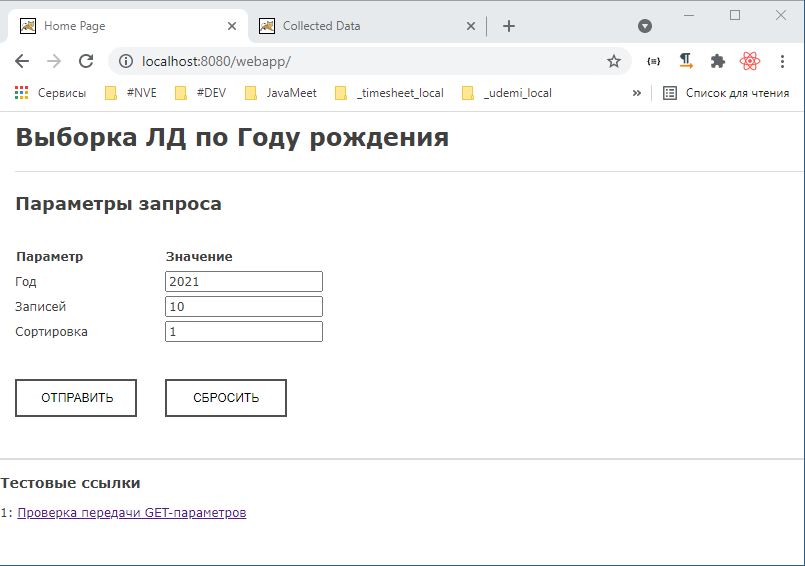 Home Page
Collected Data
localhost:8080/webapp/
Сервисы #NVE #DEV JavaMeet _timesheet_local _udemi_local » Список для чтения
Выборка ЛД по Году рождения
Параметры запроса
Параметр Значение
Год 2021
Записей 10
Сортировка 1
ОТПРАВИТЬ СБРОСИТЬ
Тестовые ссылки
1: Проверка передачи GET-параметров